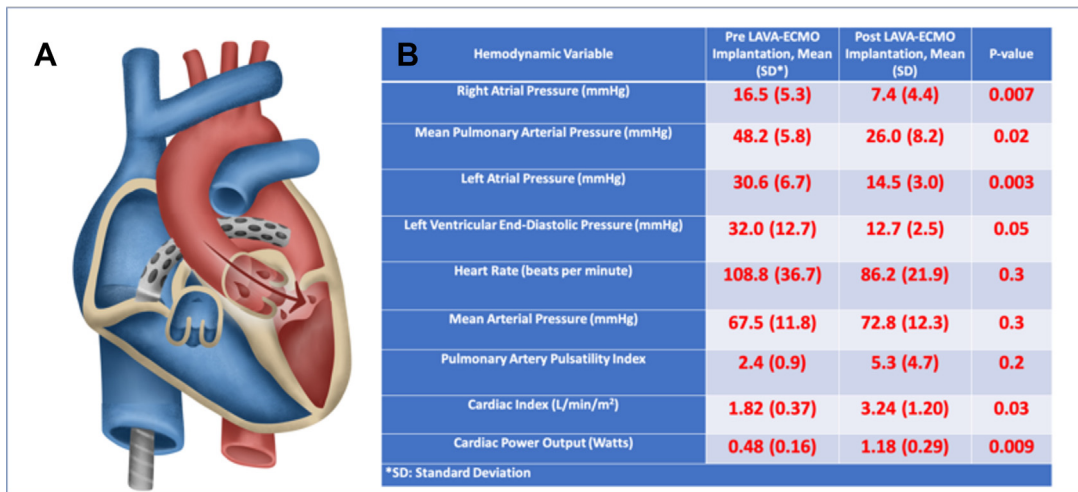 A
B
Hemodynamic Variable
Pre LAVA-ECMO
Implantation, Mean
(SD*)
Post LAVA-ECMO
Implantation, Mean
(SD)
P-value
Right Atrial Pressure (mmHg) 16.5 (5.3) 7.4 (4.4) 0.007
Mean Pulmonary Arterial Pressure (mmHg) 48.2 (5.8) 26.0 (8.2) 0.02
Left Atrial Pressure (mmHg) 30.6 (6.7) 14.5 (3.0) 0.003
Left Ventricular End-Diastolic Pressure (mmHg) 32.0 (12.7) 12.7 (2.5) 0.05
Heart Rate (beats per minute) 108.8 (36.7) 86.2 (21.9) 0.3
Mean Arterial Pressure (mmHg) 67.5 (11.8) 72.8 (12.3) 0.3
Pulmonary Artery Pulsatility Index 2.4 (0.9) 5.3 (4.7) 0.2
Cardiac Index (L/min/m²) 1.82 (0.37) 3.24 (1.20) 0.03
Cardiac Power Output (Watts) 0.48 (0.16) 1.18 (0.29) 0.009
*SD: Standard Deviation